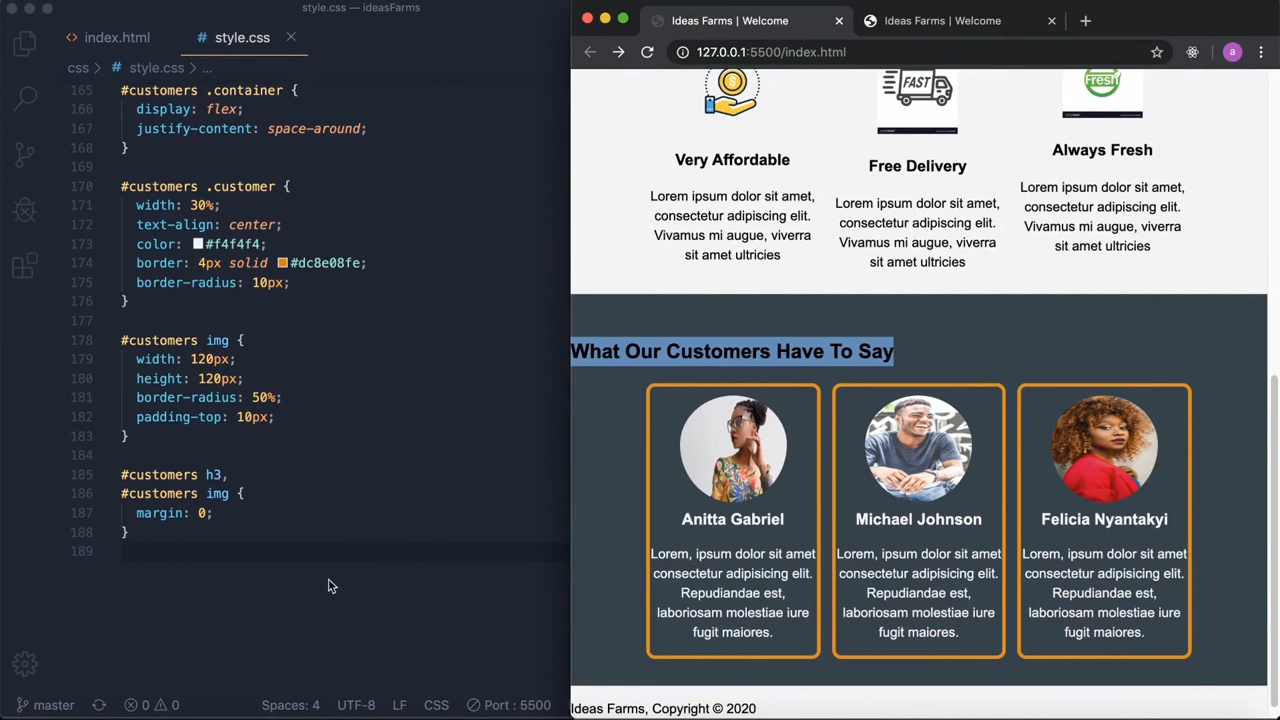 style.css — ideasFarms
<> index.html
# style.css
css > # style.css > ...
165 #customers .container {
166 display: flex;
167 justify-content: space-around;
168 }
169
170 #customers .customer {
171 width: 30%;
172 text-align: center;
173 color: #f4f4f4;
174 border: 4px solid #dc8e08fe;
175 border-radius: 10px;
176 }
177
178 #customers img {
179 width: 120px;
180 height: 120px;
181 border-radius: 50%;
182 padding-top: 10px;
183 }
184
185 #customers h3,
186 #customers img {
187 margin: 0;
188 }
189
master
0 0
Spaces: 4
UTF-8
LF
CSS
Port : 5500
Ideas Farms | Welcome
Ideas Farms | Welcome
127.0.0.1:5500/index.html
a
$
FAST
Fresh
Very Affordable
Lorem ipsum dolor sit amet,
consectetur adipiscing elit.
Vivamus mi augue, viverra
sit amet ultricies
Free Delivery
Lorem ipsum dolor sit amet,
consectetur adipiscing elit.
Vivamus mi augue, viverra
sit amet ultricies
Always Fresh
Lorem ipsum dolor sit amet,
consectetur adipiscing elit.
Vivamus mi augue, viverra
sit amet ultricies
What Our Customers Have To Say
Anitta Gabriel
Lorem, ipsum dolor sit amet
consectetur adipisicing elit.
Repudiandae est,
laboriosam molestiae iure
fugit maiores.
Michael Johnson
Lorem, ipsum dolor sit amet
consectetur adipisicing elit.
Repudiandae est,
laboriosam molestiae iure
fugit maiores.
Felicia Nyantakyi
Lorem, ipsum dolor sit amet
consectetur adipisicing elit.
Repudiandae est,
laboriosam molestiae iure
fugit maiores.
Ideas Farms, Copyright © 2020